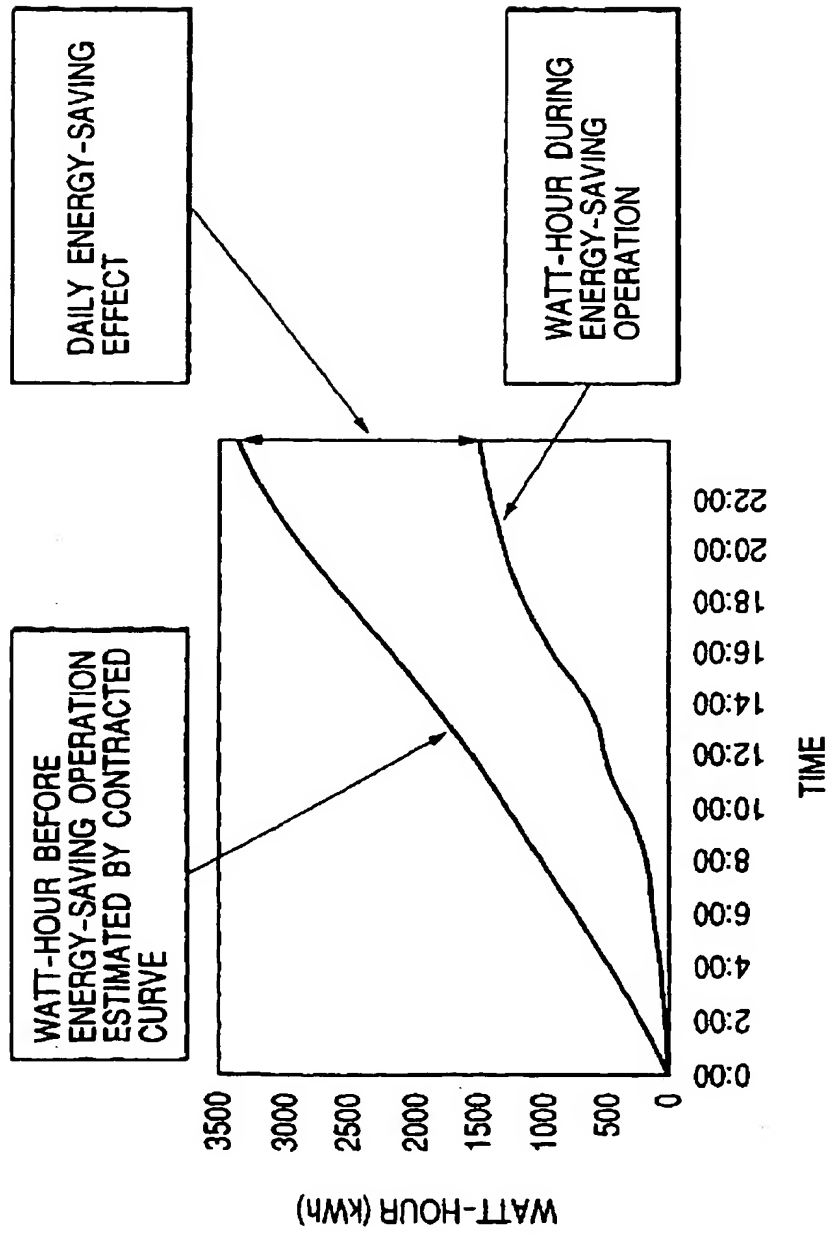 WATT-HOUR BEFORE
ENERGY-SAVING OPERATION
ESTIMATED BY CONTRACTED
CURVE
DAILY ENERGY-SAVING
EFFECT
WATT-HOUR DURING
ENERGY-SAVING
OPERATION
WATT-HOUR (kWh)
3500
3000
2500
2000
1500
1000
500
0
0:00
2:00
4:00
6:00
8:00
10:00
12:00
14:00
16:00
18:00
20:00
22:00
TIME